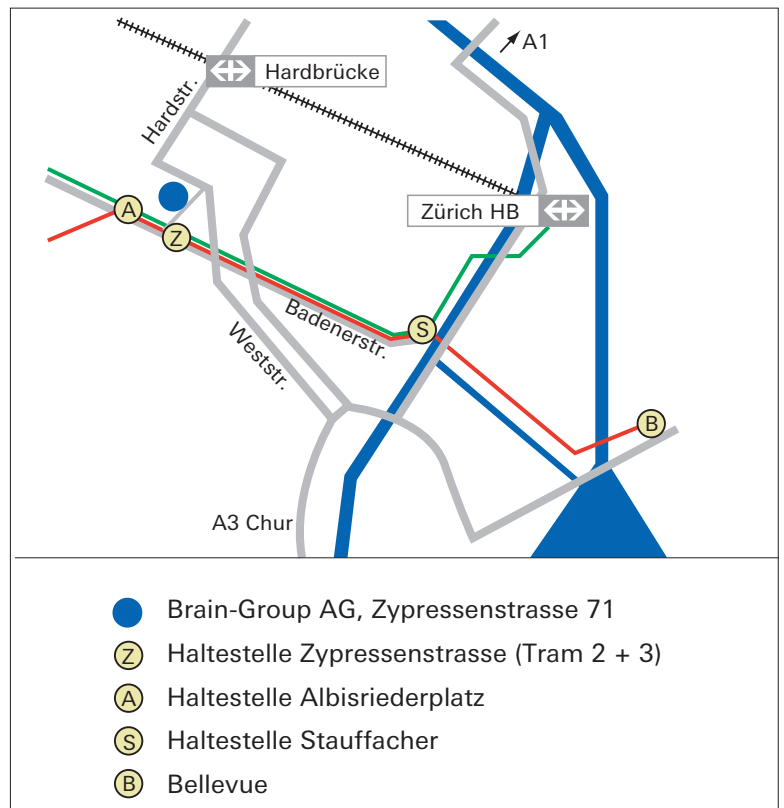 A1
Hardbrücke
Hardstr.
A
Zürich HB
Z
Badenerstr.
S
Weststr.
B
A3 Chur
Brain-Group AG, Zypressenstrasse 71
Z Haltestelle Zypressenstrasse (Tram 2 + 3)
A Haltestelle Albisriederplatz
S Haltestelle Stauffacher
B Bellevue